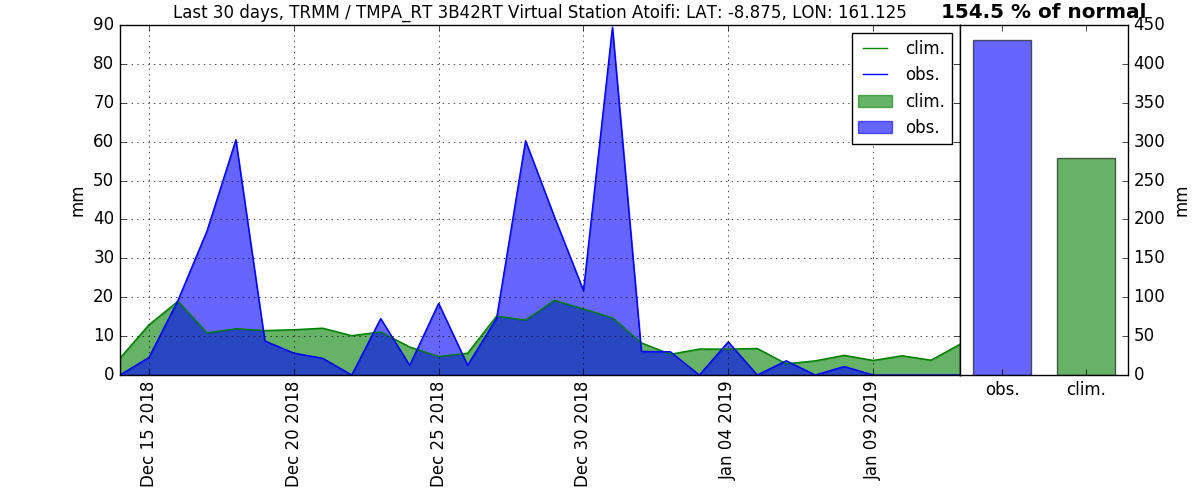 Last 30 days, TRMM / TMPA_RT 3B42RT Virtual Station Atoifi: LAT: -8.875, LON: 161.125
154.5 % of normal
90
80
70
60
50
40
30
20
10
0
mm
clim.
obs.
clim.
obs.
Dec 15 2018
Dec 20 2018
Dec 25 2018
Dec 30 2018
Jan 04 2019
Jan 09 2019
450
400
350
300
250
200
150
100
50
0
mm
obs.
clim.